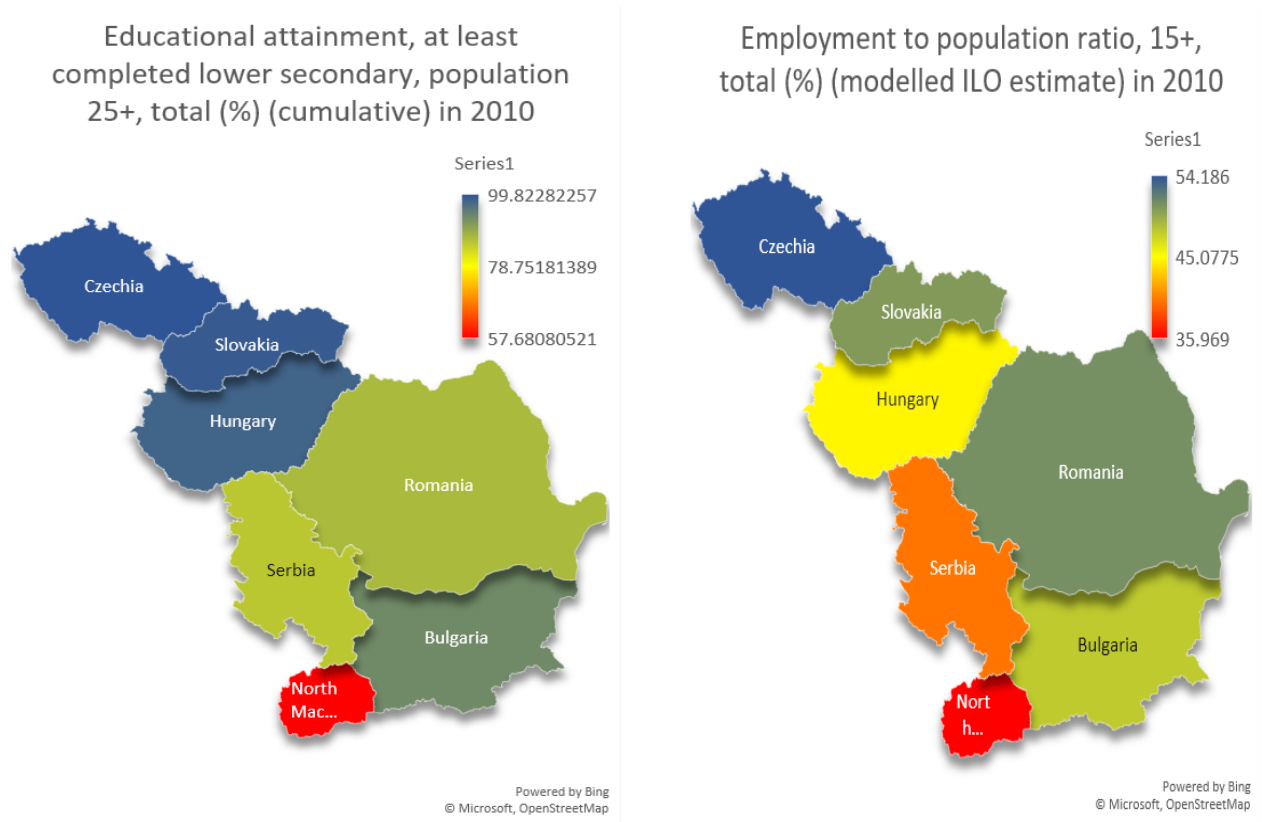 Educational attainment, at least
completed lower secondary, population
25+, total (%) (cumulative) in 2010
Series1
99.82282257
78.75181389
57.68080521
Czechia
Slovakia
Hungary
Romania
Serbia
Bulgaria
North
Mac...
Powered by Bing
© Microsoft, OpenStreetMap
Employment to population ratio, 15+,
total (%) (modelled ILO estimate) in 2010
Series1
54.186
45.0775
35.969
Czechia
Slovakia
Hungary
Romania
Serbia
Bulgaria
Nort
h...
Powered by Bing
© Microsoft, OpenStreetMap